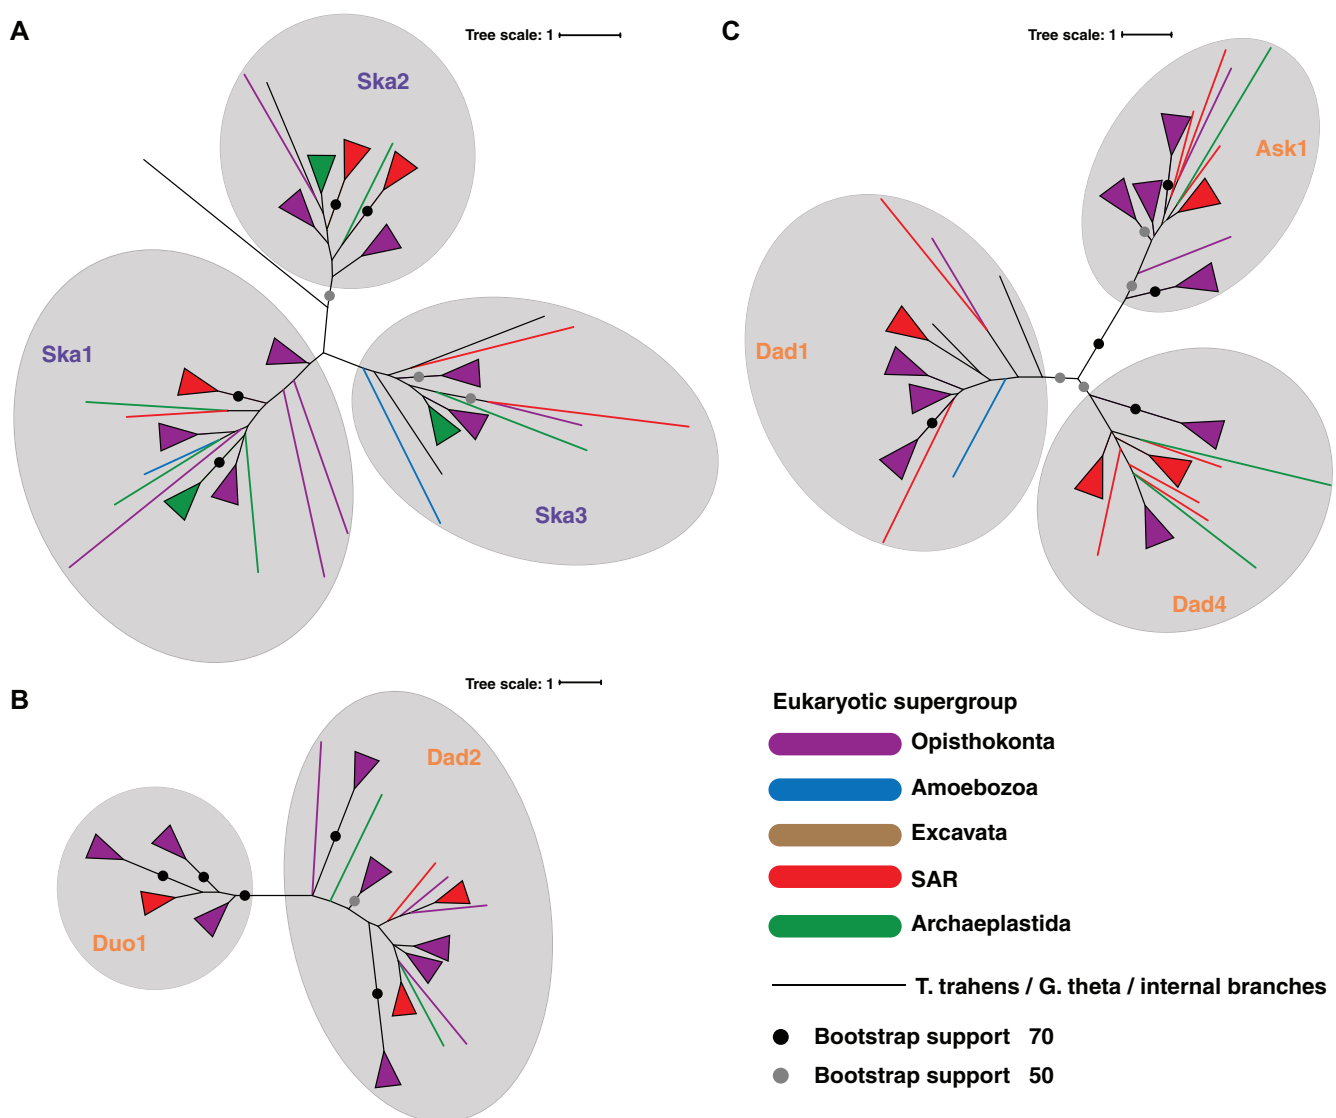 A
Tree scale: 1
Ska2
Ska1
Ska3
C
Tree scale: 1
Ask1
Dad1
Dad4
B
Tree scale: 1
Dad2
Duo1
Eukaryotic supergroup
Opisthokonta
Amoebozoa
Excavata
SAR
Archaeplastida
T. trahens / G. theta / internal branches
Bootstrap support 70
Bootstrap support 50